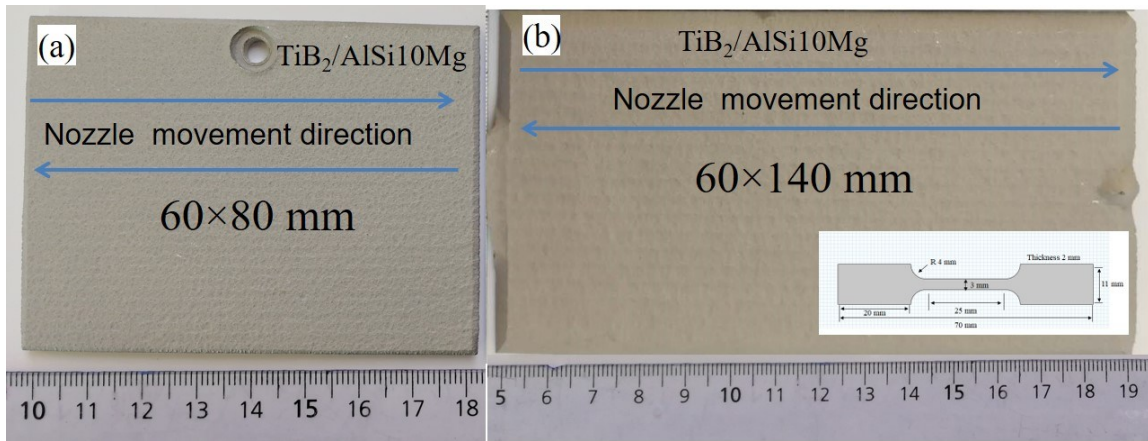 (a)
TiB₂/AlSi10Mg
Nozzle movement direction
60×80 mm
10 11 12 13 14 15 16 17 18
(b)
TiB₂/AlSi10Mg
Nozzle movement direction
60×140 mm
R 4 mm
Thickness 2 mm
3 mm
11 mm
20 mm
25 mm
70 mm
5 6 7 8 9 10 11 12 13 14 15 16 17 18 19